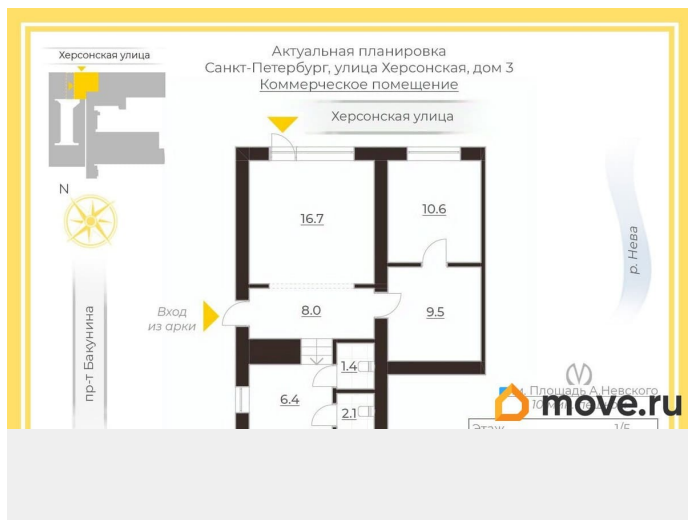 Херсонская улица
Актуальная планировка
Санкт-Петербург, улица Херсонская, дом 3
Коммерческое помещение
Херсонская улица
N
16.7
10.6
р. Нева
Вход
из арки
8.0
9.5
пр-т Бакунина
1.4
6.4
2.1
м. Площадь А.Невского
10 мин.
move.ru
Этаж 1/5